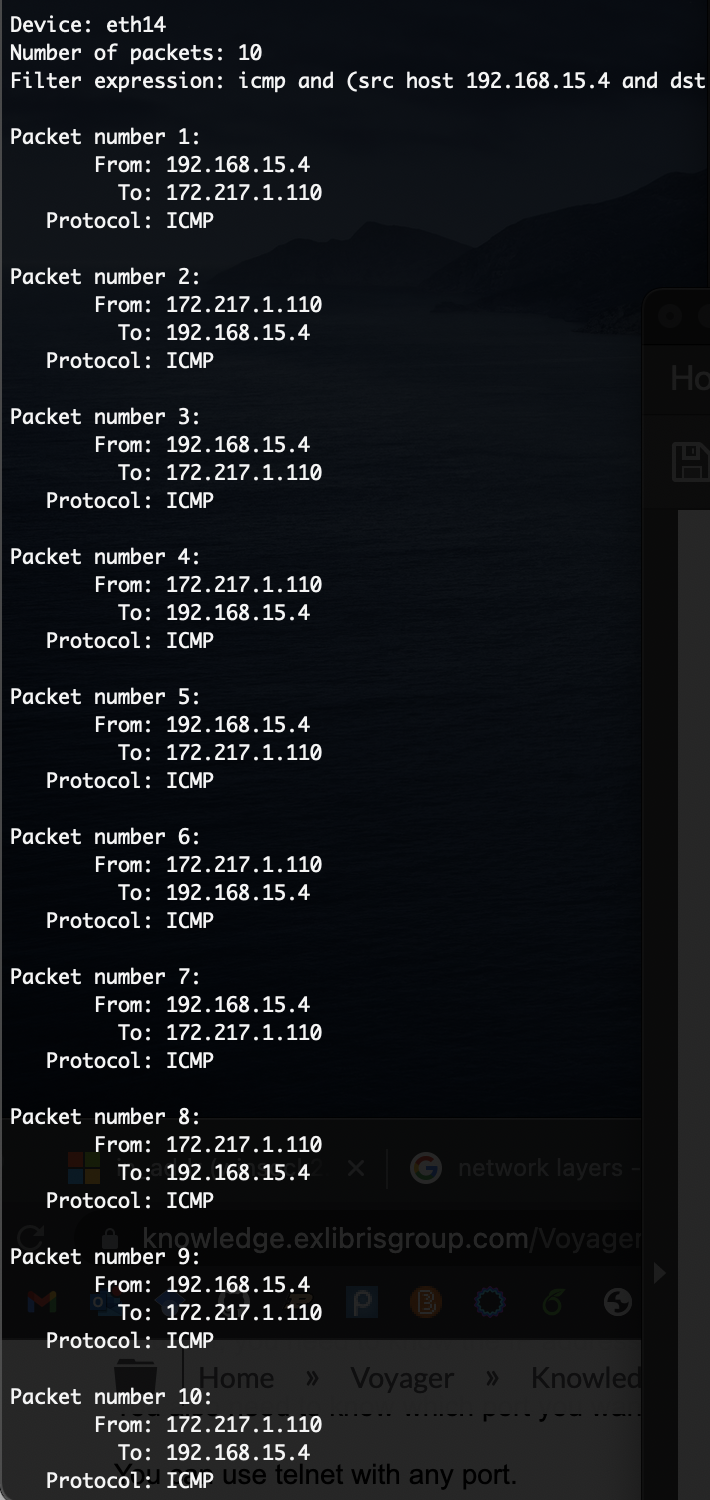 Device: eth14
Number of packets: 10
Filter expression: icmp and (src host 192.168.15.4 and dst
Packet number 1:
From: 192.168.15.4
To: 172.217.1.110
Protocol: ICMP
Packet number 2:
From: 172.217.1.110
To: 192.168.15.4
Protocol: ICMP
Ho
Packet number 3:
From: 192.168.15.4
To: 172.217.1.110
Protocol: ICMP
Packet number 4:
From: 172.217.1.110
To: 192.168.15.4
Protocol: ICMP
Packet number 5:
From: 192.168.15.4
To: 172.217.1.110
Protocol: ICMP
Packet number 6:
From: 172.217.1.110
To: 192.168.15.4
Protocol: ICMP
Packet number 7:
From: 192.168.15.4
To: 172.217.1.110
Protocol: ICMP
Packet number 8:
From: 172.217.1.110
network layers -
To: 192.168.15.4
Protocol: ICMP
knowledge.exlibrisgroup.com/Voyager
Packet number 9:
From: 192.168.15.4
To: 172.217.1.110
Protocol: ICMP
Home » Voyager » Knowled
Packet number 10:
know which port you wan
From: 172.217.1.110
To: 192.168.15.4
You can use telnet with any port.
Protocol: ICMP